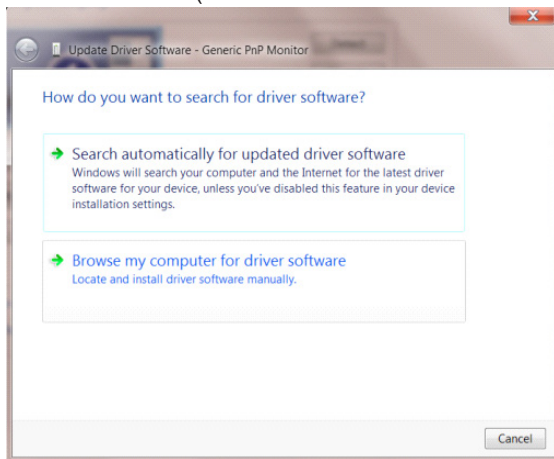 Update Driver Software - Generic PnP Monitor
How do you want to search for driver software?
Search automatically for updated driver software
Windows will search your computer and the Internet for the latest driver
software for your device, unless you've disabled this feature in your device
installation settings.
Browse my computer for driver software
Locate and install driver software manually.
Cancel